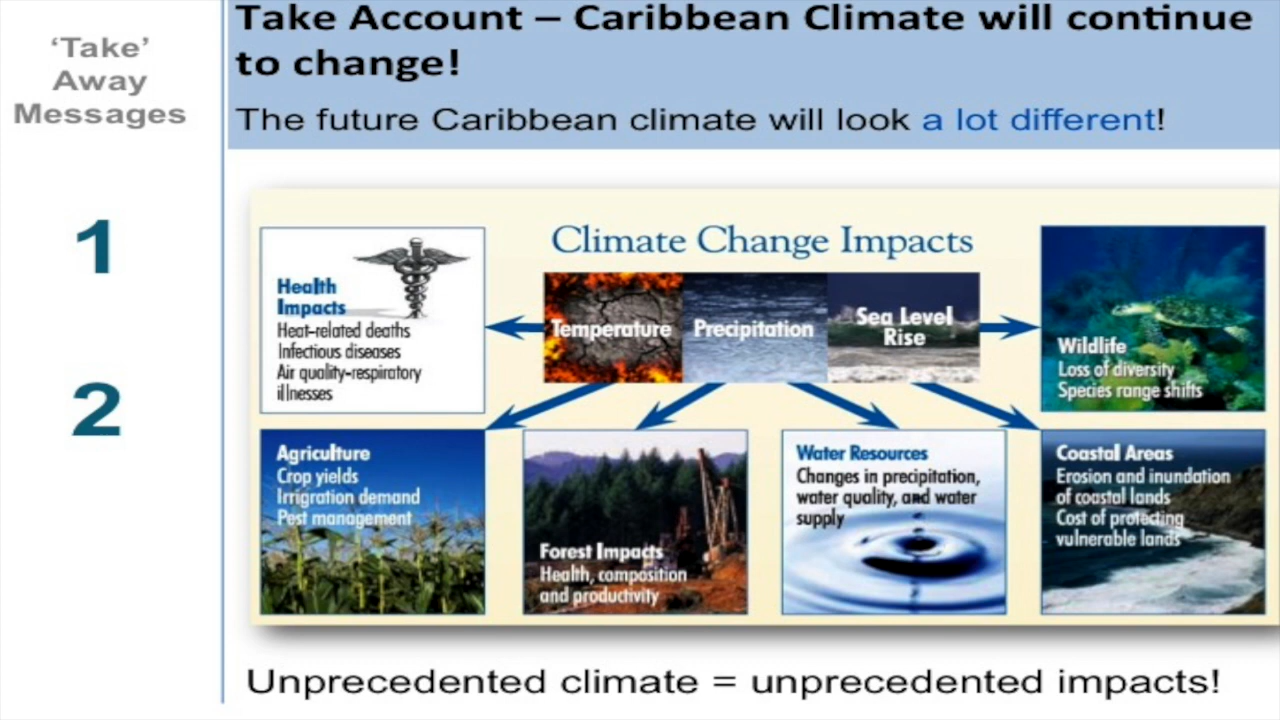 ‘Take’
Away
Messages
1
2
Take Account – Caribbean Climate will continue
to change!
The future Caribbean climate will look a lot different!
Climate Change Impacts
Temperature
Precipitation
Sea Level
Rise
Health
Impacts
Heat-related deaths
Infectious diseases
Air quality-respiratory
illnesses
Wildlife
Loss of diversity
Species range shifts
Agriculture
Crop yields
Irrigration demand
Pest management
Forest Impacts
Health, composition
and productivity
Water Resources
Changes in precipitation,
water quality, and water
supply
Coastal Areas
Erosion and inundation
of coastal lands
Cost of protecting
vulnerable lands
Unprecedented climate = unprecedented impacts!